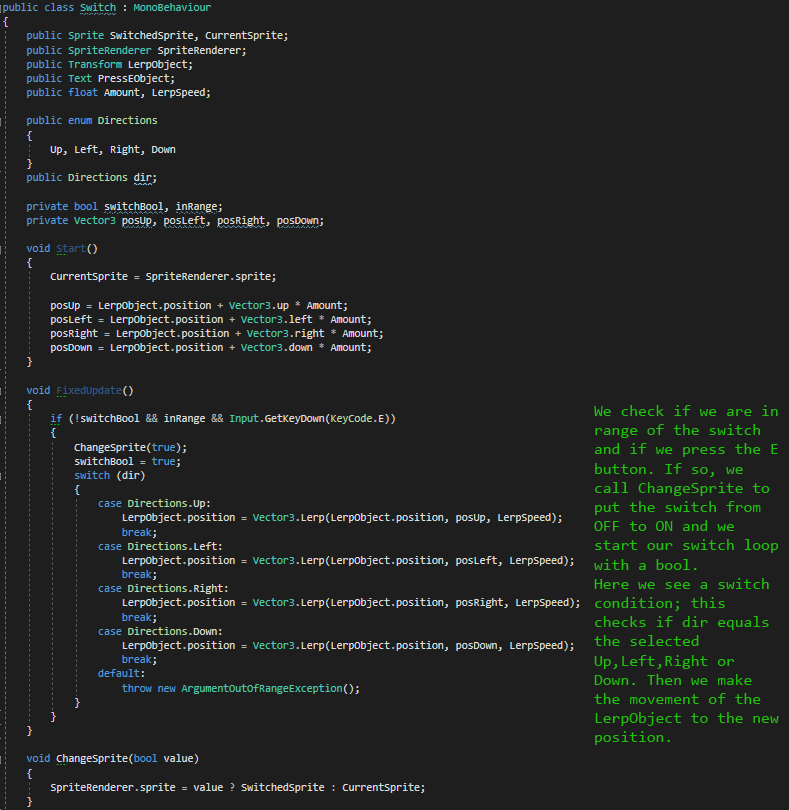 public class Switch : MonoBehaviour
{
public Sprite SwitchedSprite, CurrentSprite;
public SpriteRenderer SpriteRenderer;
public Transform LerpObject;
public Text PressEObject;
public float Amount, LerpSpeed;
public enum Directions
{
Up, Left, Right, Down
}
public Directions dir;
private bool switchBool, inRange;
private Vector3 posUp, posLeft, posRight, posDown;
void Start()
{
CurrentSprite = SpriteRenderer.sprite;
posUp = LerpObject.position + Vector3.up * Amount;
posLeft = LerpObject.position + Vector3.left * Amount;
posRight = LerpObject.position + Vector3.right * Amount;
posDown = LerpObject.position + Vector3.down * Amount;
}
void FixedUpdate()
{
if (!switchBool && inRange && Input.GetKeyDown(KeyCode.E))
{
ChangeSprite(true);
switchBool = true;
switch (dir)
{
case Directions.Up:
LerpObject.position = Vector3.Lerp(LerpObject.position, posUp, LerpSpeed);
break;
case Directions.Left:
LerpObject.position = Vector3.Lerp(LerpObject.position, posLeft, LerpSpeed);
break;
case Directions.Right:
LerpObject.position = Vector3.Lerp(LerpObject.position, posRight, LerpSpeed);
break;
case Directions.Down:
LerpObject.position = Vector3.Lerp(LerpObject.position, posDown, LerpSpeed);
break;
default:
throw new ArgumentOutOfRangeException();
}
}
}
void ChangeSprite(bool value)
{
SpriteRenderer.sprite = value ? SwitchedSprite : CurrentSprite;
}
We check if we are in
range of the switch
and if we press the E
button. If so, we
call ChangeSprite to
put the switch from
OFF to ON and we
start our switch loop
with a bool.
Here we see a switch
condition; this
checks if dir equals
the selected
Up,Left,Right or
Down. Then we make
the movement of the
LerpObject to the new
position.